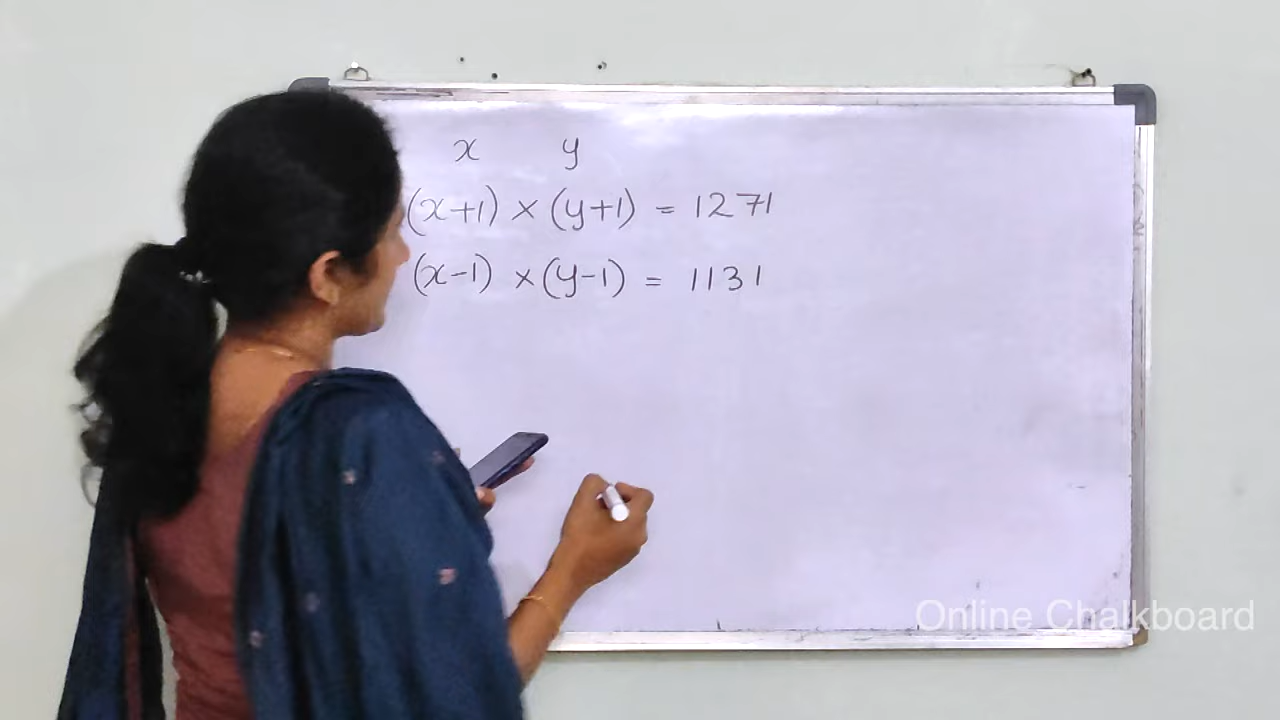 x y
(x+1) × (y+1) = 1271
(x-1) × (y-1) = 1131
Online Chalkboard